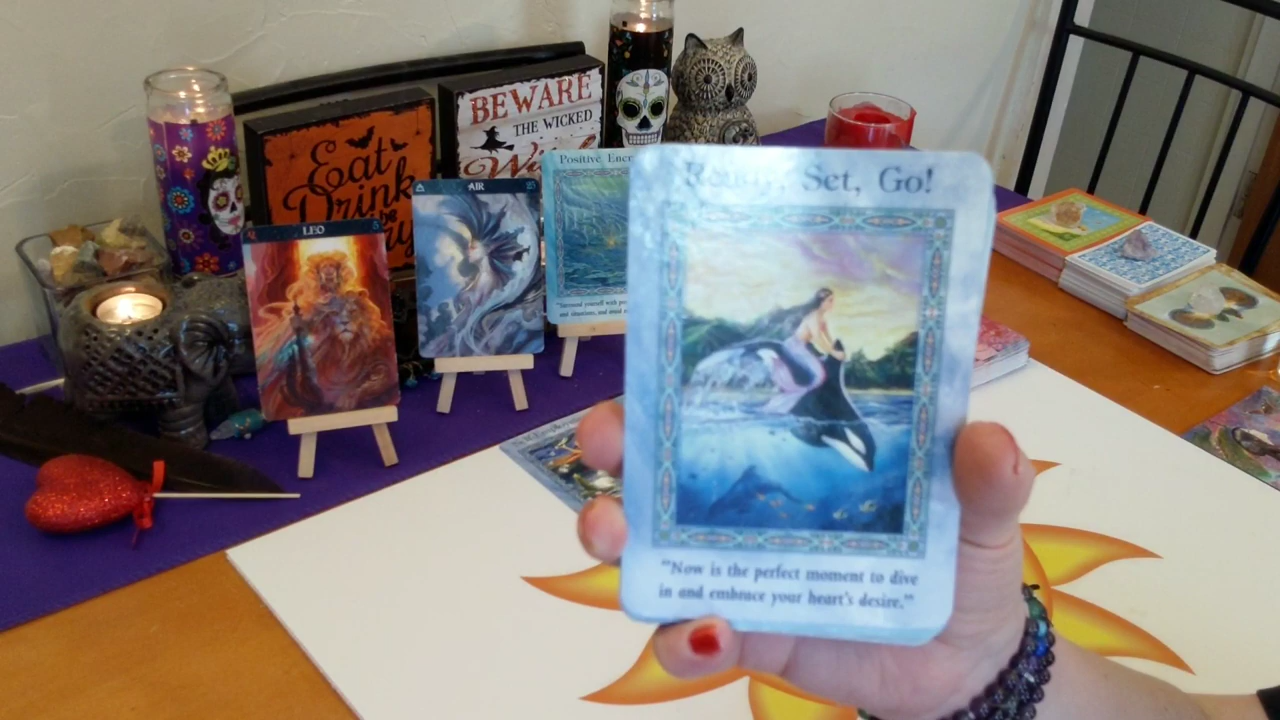 BEWARE
THE WICKED
Eat
Drink
be
Positive
LEO
AIR
Ready, Set, Go!
"Now is the perfect moment to dive
in and embrace your heart's desire."